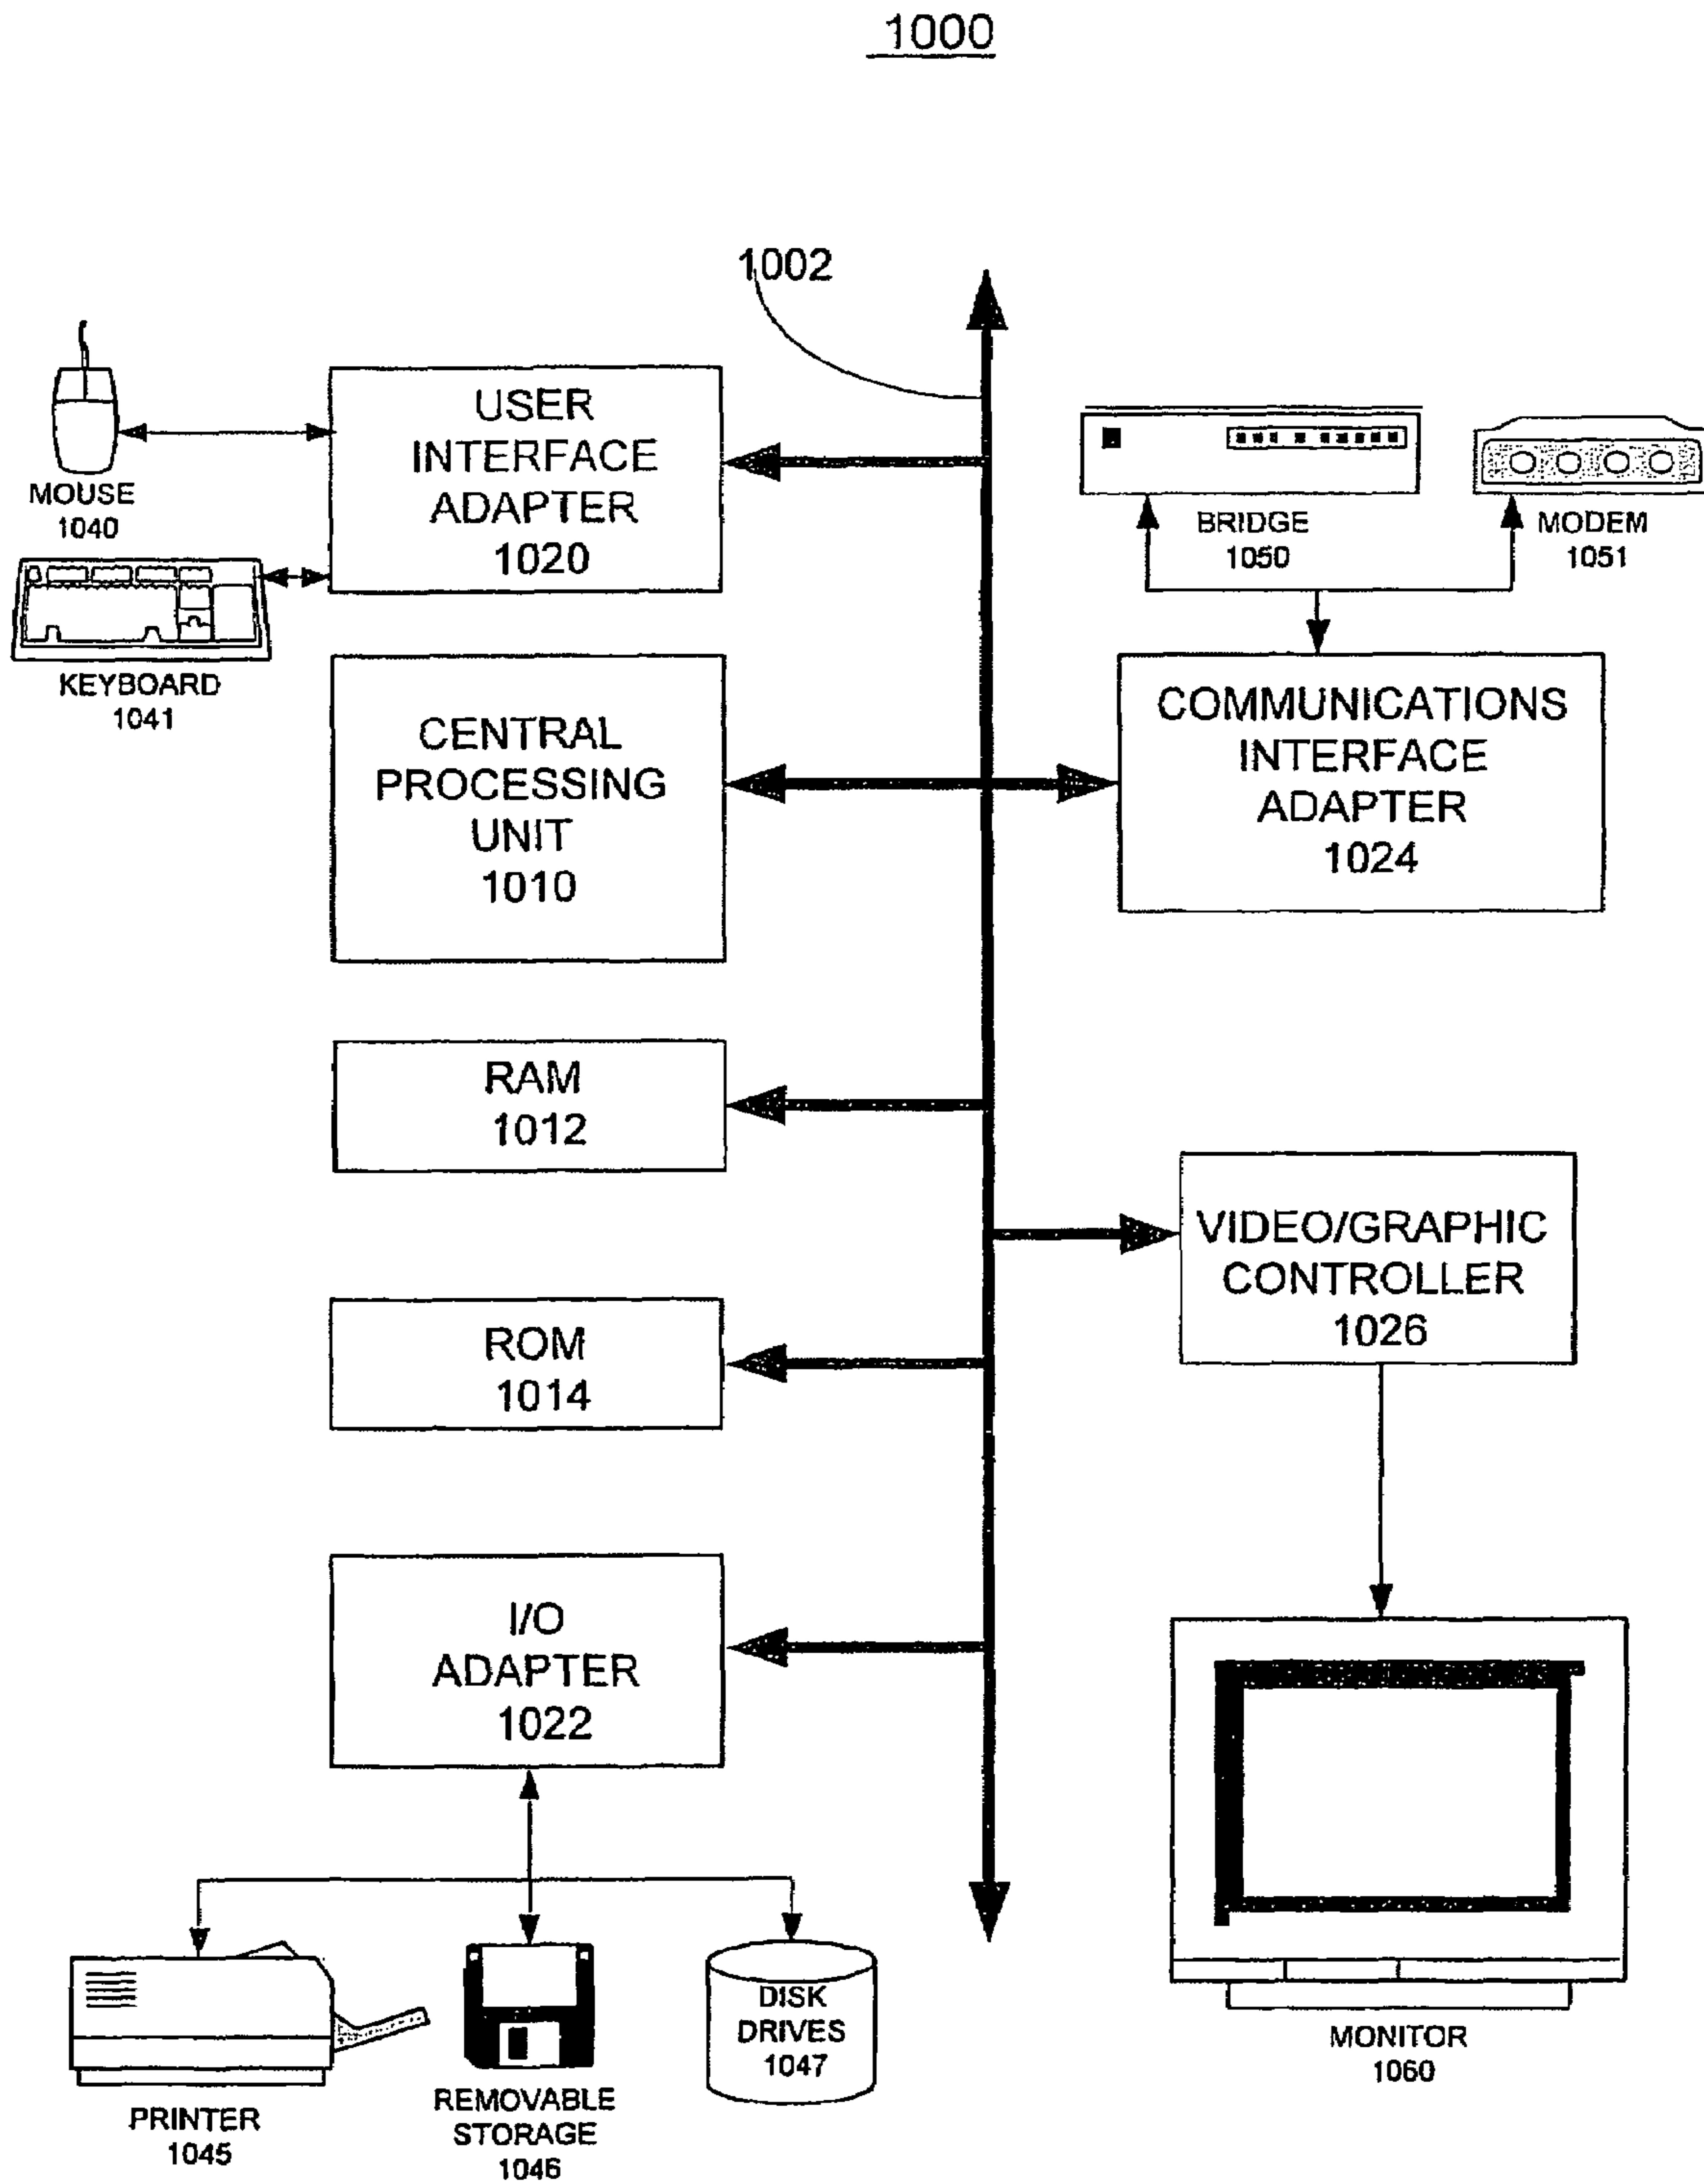 1000
1002
MOUSE
1040
USER
INTERFACE
ADAPTER
1020
KEYBOARD
1041
BRIDGE
1050
MODEM
1051
CENTRAL
PROCESSING
UNIT
1010
COMMUNICATIONS
INTERFACE
ADAPTER
1024
RAM
1012
VIDEO/GRAPHIC
CONTROLLER
1026
ROM
1014
I/O
ADAPTER
1022
PRINTER
1045
REMOVABLE
STORAGE
1046
DISK
DRIVES
1047
MONITOR
1060